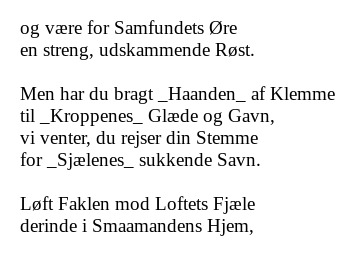 og være for Samfundets Øre
en streng, udskammende Røst.

Men har du bragt _Haanden_ af Klemme
til _Kroppenes_ Glæde og Gavn,
vi venter, du rejser din Stemme
for _Sjælenes_ sukkende Savn.

Løft Faklen mod Loftets Fjæle
derinde i Smaamandens Hjem,